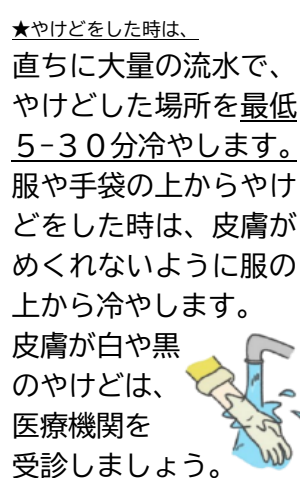 ★やけどをした時は、
直ちに大量の流水で、
やけどした場所を最低
５−３０分冷やします。
服や手袋の上からやけ
どをした時は、皮膚が
めくれないように服の
上から冷やします。
皮膚が白や黒
のやけどは、
医療機関を
受診しましょう。